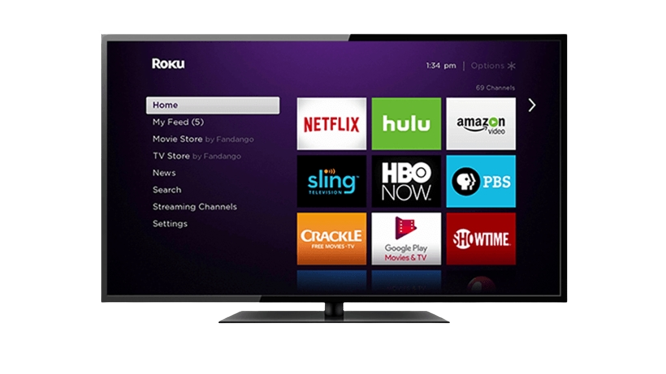 Roku
1:34 pm | Options
69 Channels
Home
My Feed (5)
Movie Store by Fandango
TV Store by Fandango
News
Search
Streaming Channels
Settings
NETFLIX
hulu
amazon
video
sling
TELEVISION
HBO
NOW
PBS
CRACKLE
FREE MOVIES + TV
Google Play
Movies & TV
SHOWTIME